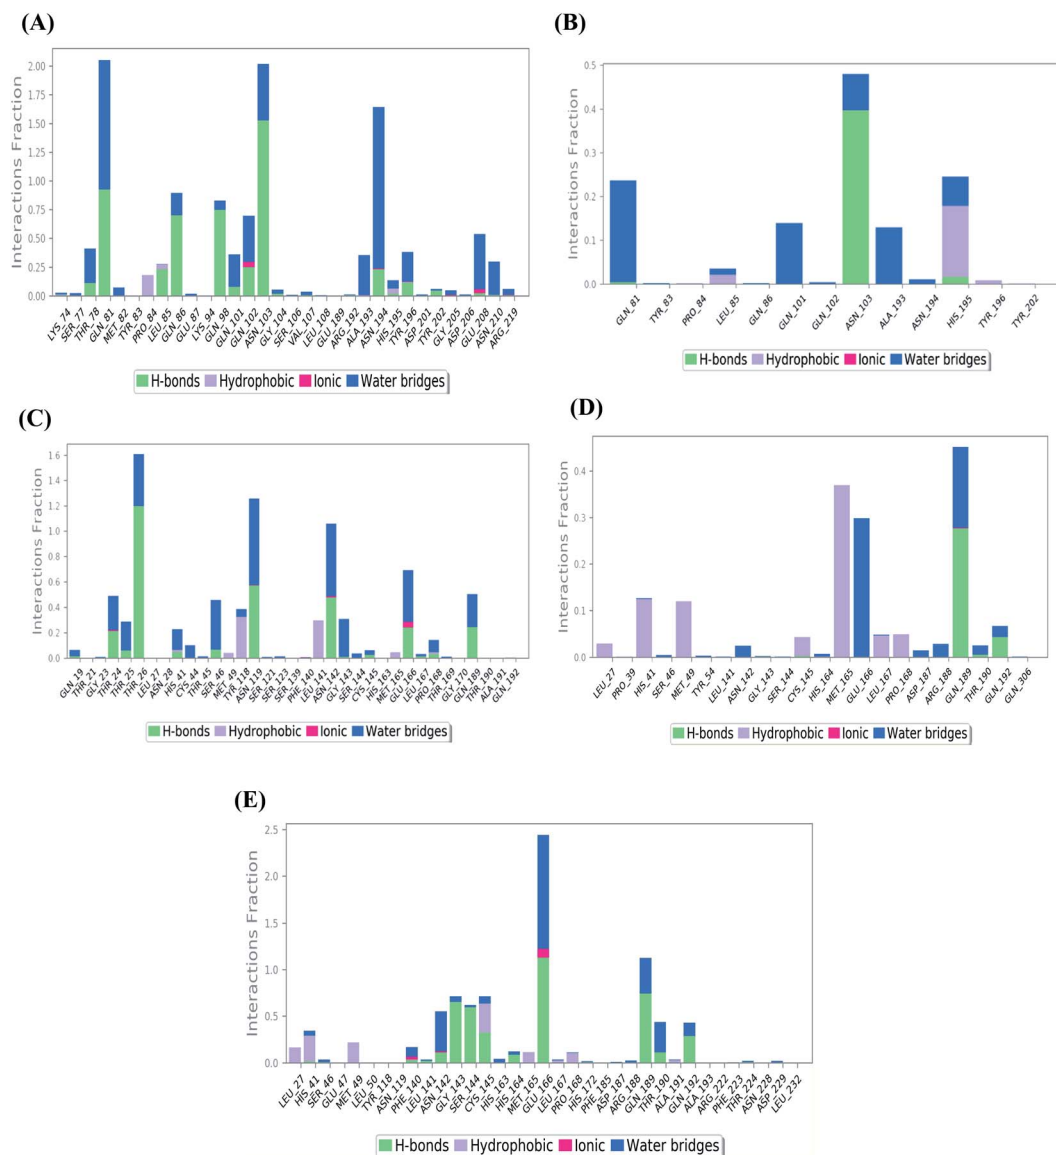 (A)
Interactions Fraction
2.00
1.75
1.50
1.25
1.00
0.75
0.50
0.25
0.00
LYS_74 SER_77 THR_78 GLN_81 MET_82 TYR_83 PRO_84 LEU_85 GLN_86 GLU_87 LYS_94 GLN_98 GLN_101 GLN_102 ASN_103 GLY_104 SER_106 VAL_107 LEU_108 GLU_189 ARG_192 ALA_193 ASN_194 HIS_195 TYR_196 ASP_201 TYR_202 GLY_205 ASP_206 GLU_208 ASN_210 ARG_219
H-bonds Hydrophobic Ionic Water bridges
(B)
Interactions Fraction
0.5
0.4
0.3
0.2
0.1
0.0
GLN_81 TYR_83 PRO_84 LEU_85 GLN_86 GLN_101 GLN_102 ASN_103 ALA_193 ASN_194 HIS_195 TYR_196 TYR_202
H-bonds Hydrophobic Ionic Water bridges
(C)
Interactions Fraction
1.6
1.4
1.2
1.0
0.8
0.6
0.4
0.2
0.0
GLN_19 THR_21 GLY_23 THR_24 THR_25 THR_26 LEU_27 ASN_28 HIS_41 CYS_44 THR_45 SER_46 MET_49 TYR_118 ASN_119 SER_121 SER_123 SER_139 PHE_140 LEU_141 ASN_142 GLY_143 SER_144 CYS_145 HIS_163 MET_165 GLU_166 LEU_167 PRO_168 THR_169 GLY_170 GLN_189 THR_190 ALA_191 GLN_192
H-bonds Hydrophobic Ionic Water bridges
(D)
Interactions Fraction
0.4
0.3
0.2
0.1
0.0
LEU_27 PRO_39 HIS_41 SER_46 MET_49 TYR_54 LEU_141 ASN_142 GLY_143 SER_144 CYS_145 HIS_164 MET_165 GLU_166 LEU_167 PRO_168 ASP_187 ARG_188 GLN_189 THR_190 GLN_192 GLN_306
H-bonds Hydrophobic Ionic Water bridges
(E)
Interactions Fraction
2.5
2.0
1.5
1.0
0.5
0.0
LEU_27 HIS_41 SER_46 GLU_47 MET_49 LEU_50 TYR_118 ASN_119 PHE_140 LEU_141 ASN_142 GLY_143 SER_144 CYS_145 HIS_163 HIS_164 MET_165 GLU_166 LEU_167 PRO_168 HIS_172 PHE_185 ASP_187 ARG_188 GLN_189 THR_190 ALA_191 GLN_192 ALA_193 ARG_222 PHE_223 THR_224 ASN_228 ASP_229 LEU_232
H-bonds Hydrophobic Ionic Water bridges